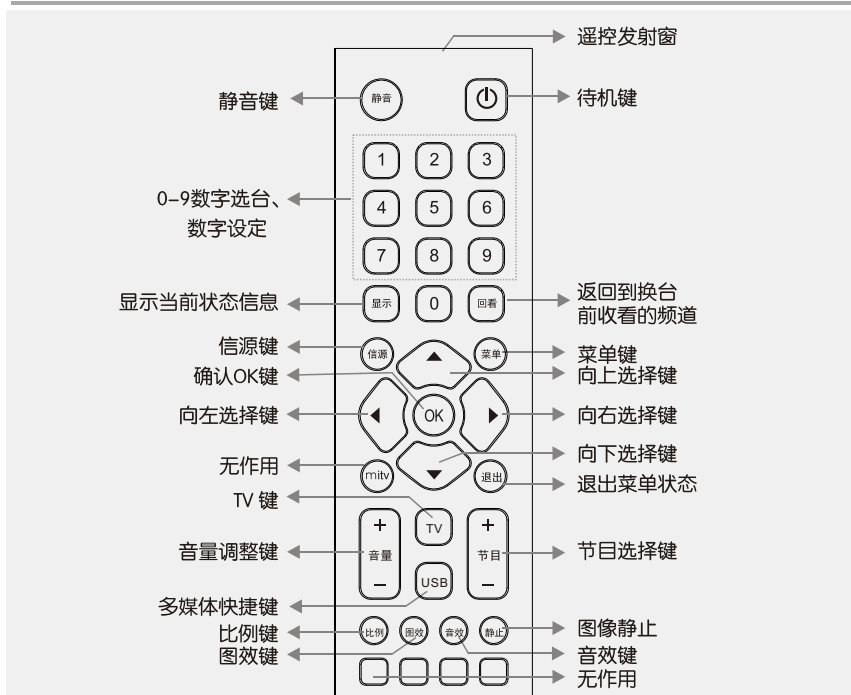 遥控发射窗
静音键
静音
待机键
1
2
3
0-9数字选台、
数字设定
4
5
6
7
8
9
显示当前状态信息
显示
0
回看
返回到换台
前收看的频道
信源键
信源
菜单
菜单键
确认OK键
向上选择键
向左选择键
OK
向右选择键
向下选择键
无作用
mitv
退出
退出菜单状态
TV 键
+
TV
+
音量调整键
音量
节目
节目选择键
–
USB
–
多媒体快捷键
比例键
比例
图效
音效
静止
图像静止
图效键
音效键
无作用